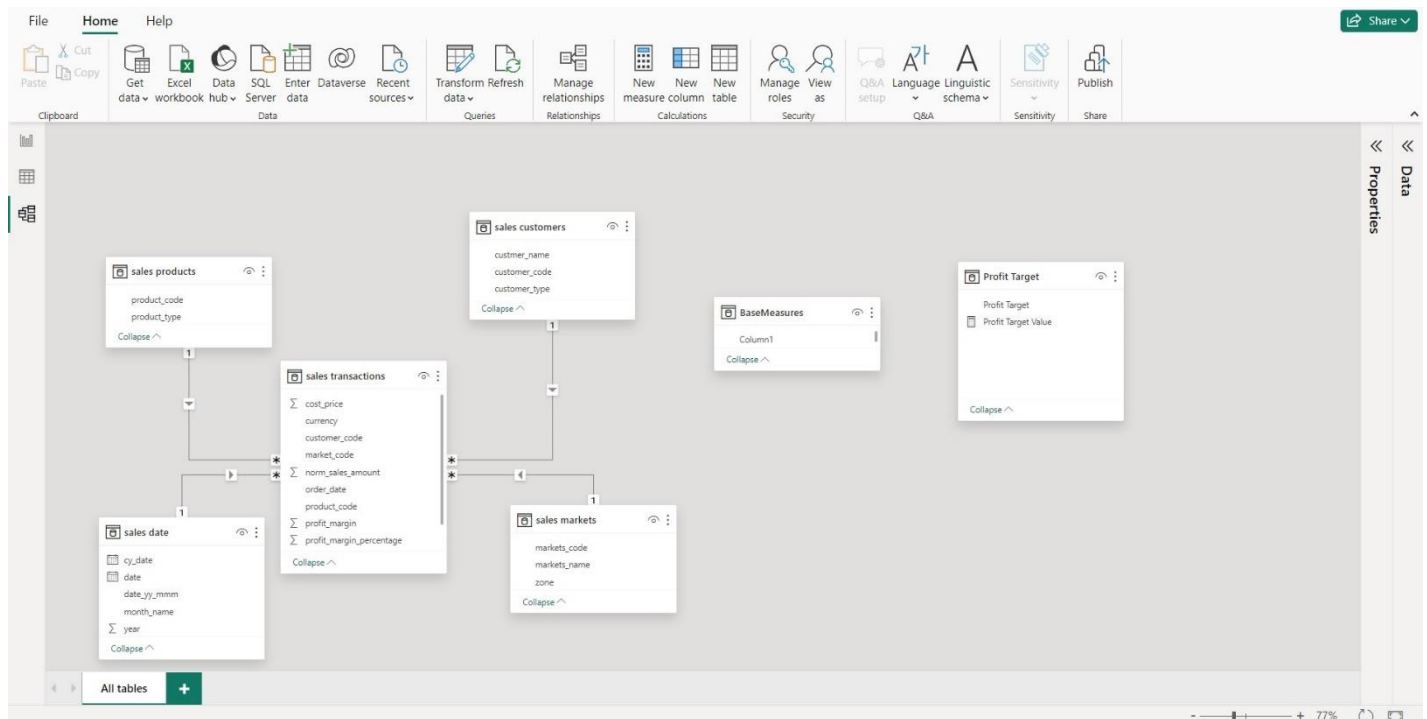 File Home Help Share
Paste Cut Copy
Get data Excel workbook Data hub SQL Server Enter data Dataverse Recent sources
Transform data Refresh
Manage relationships
New measure New column New table
Manage roles View as
Q&A setup Language Linguistic schema
Sensitivity
Publish
Clipboard Data Queries Relationships Calculations Security Q&A Sensitivity Share
Properties
Data
sales products
product_code
product_type
Collapse
1
sales customers
custmer_name
customer_code
customer_type
Collapse
1
BaseMeasures
Column1
Collapse
Profit Target
Profit Target
Profit Target Value
Collapse
sales transactions
Σ cost_price
currency
customer_code
market_code
Σ norm_sales_amount
order_date
product_code
Σ profit_margin
Σ profit_margin_percentage
Collapse
* *
* *
1
sales date
cy_date
date
date_yy_mmm
month_name
Σ year
Collapse
1
sales markets
markets_code
markets_name
zone
Collapse
All tables +
- + 77%